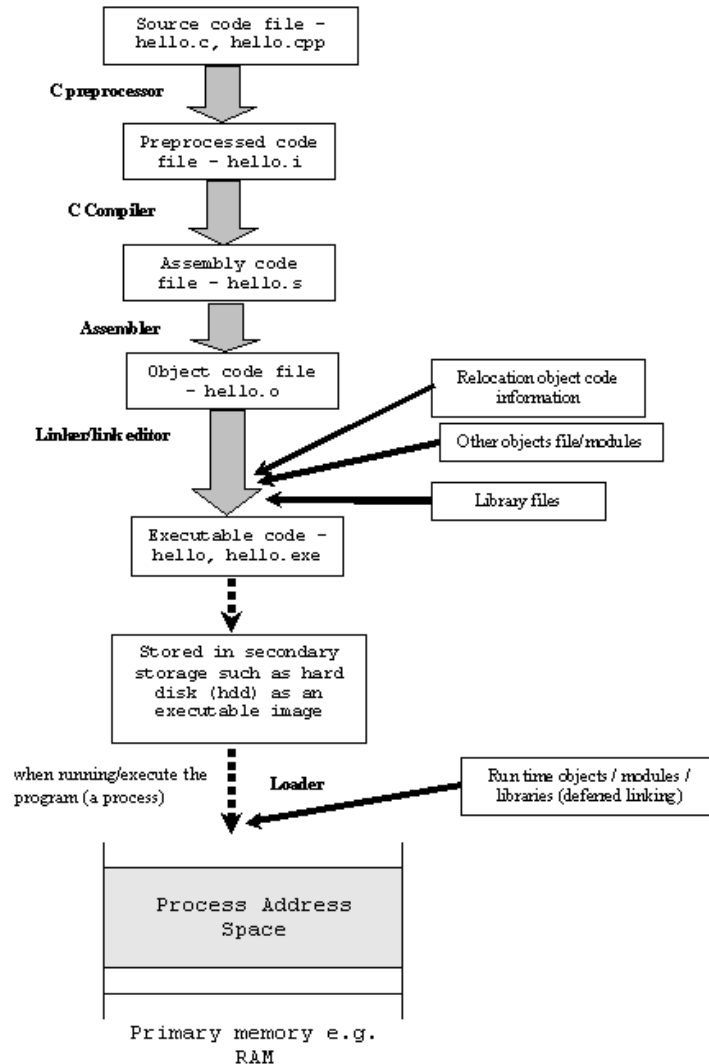 Source code file -
hello.c, hello.cpp
C preprocessor
Preprocessed code
file - hello.i
C Compiler
Assembly code
file - hello.s
Assembler
Object code file
- hello.o
Linker/link editor
Relocation object code
information
Other objects file/modules
Library files
Executable code -
hello, hello.exe
Stored in secondary
storage such as hard
disk (hdd) as an
executable image
when running/execute the
program (a process)
Loader
Run time objects / modules /
libraries (deferred linking)
Process Address
Space
Primary memory e.g.
RAM